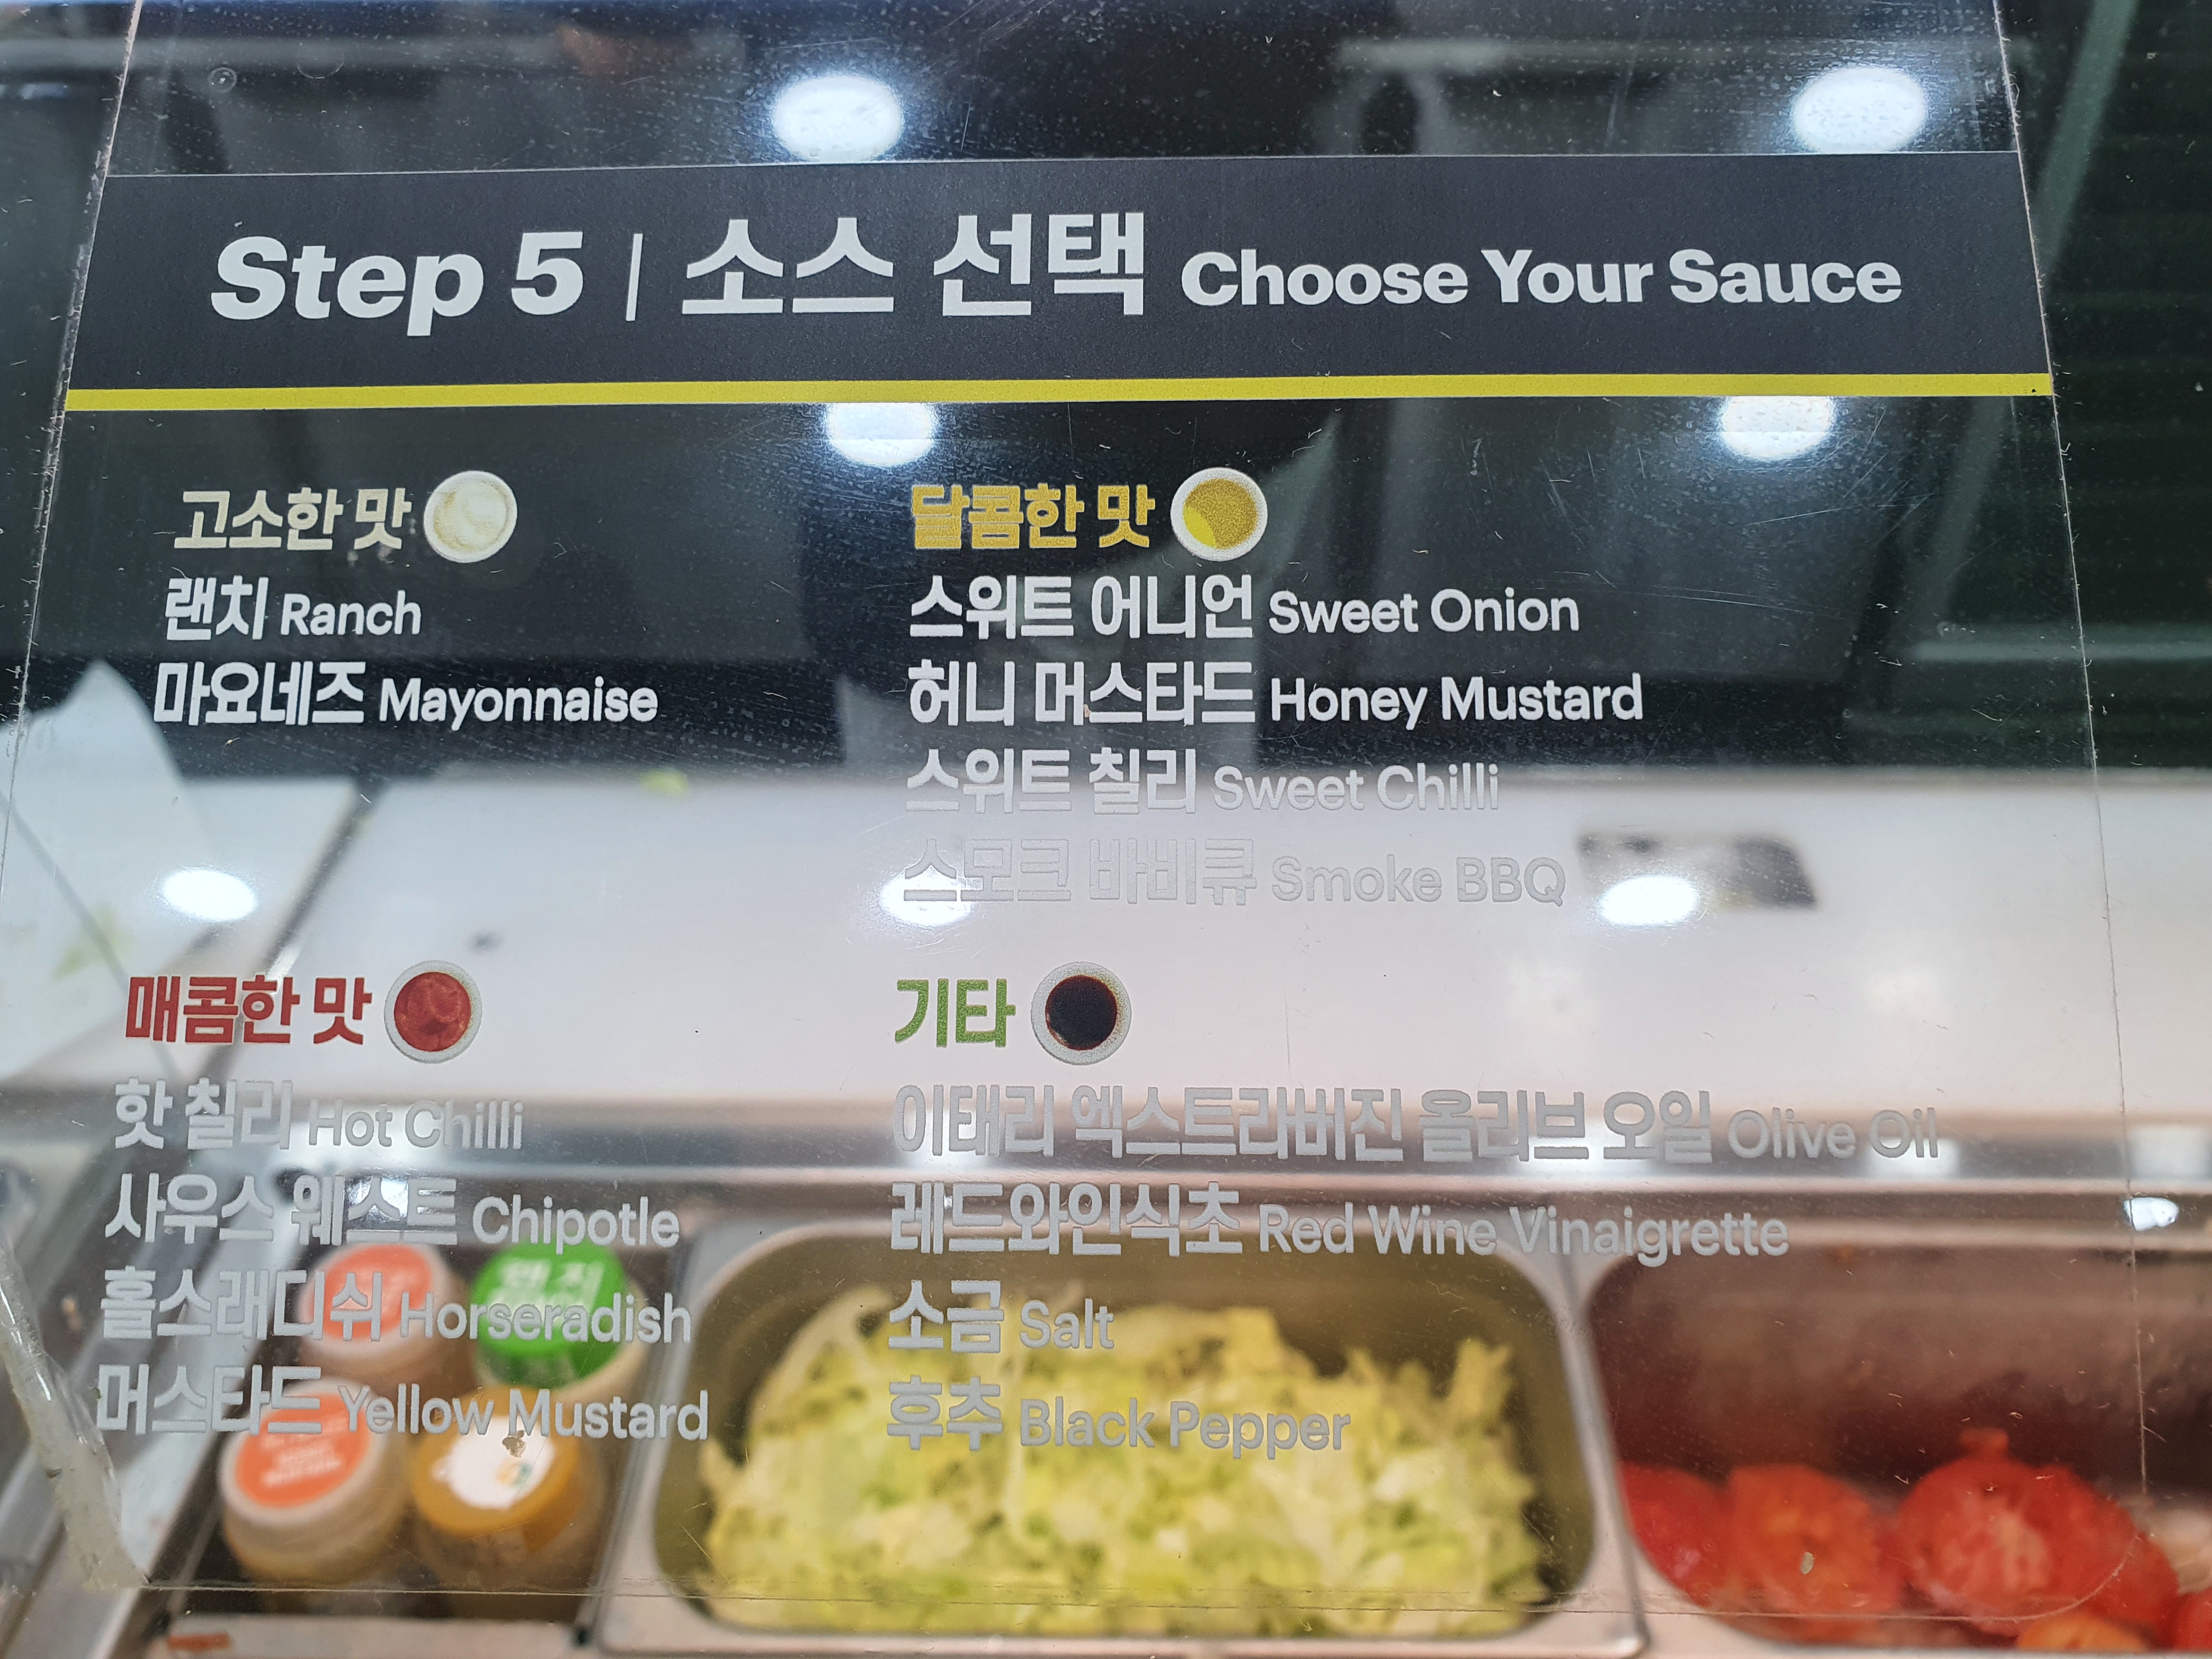 Step 5 | 소스 선택 Choose Your Sauce
고소한 맛
랜치 Ranch
마요네즈 Mayonnaise
달콤한 맛
스위트 어니언 Sweet Onion
허니 머스타드 Honey Mustard
스위트 칠리 Sweet Chilli
스모크 바비큐 Smoke BBQ
매콤한 맛
핫 칠리 Hot Chilli
사우스 웨스트 Chipotle
홀스래디쉬 Horseradish
머스타드 Yellow Mustard
기타
이태리 엑스트라버진 올리브 오일 Olive Oil
레드와인식초 Red Wine Vinaigrette
소금 Salt
후추 Black Pepper